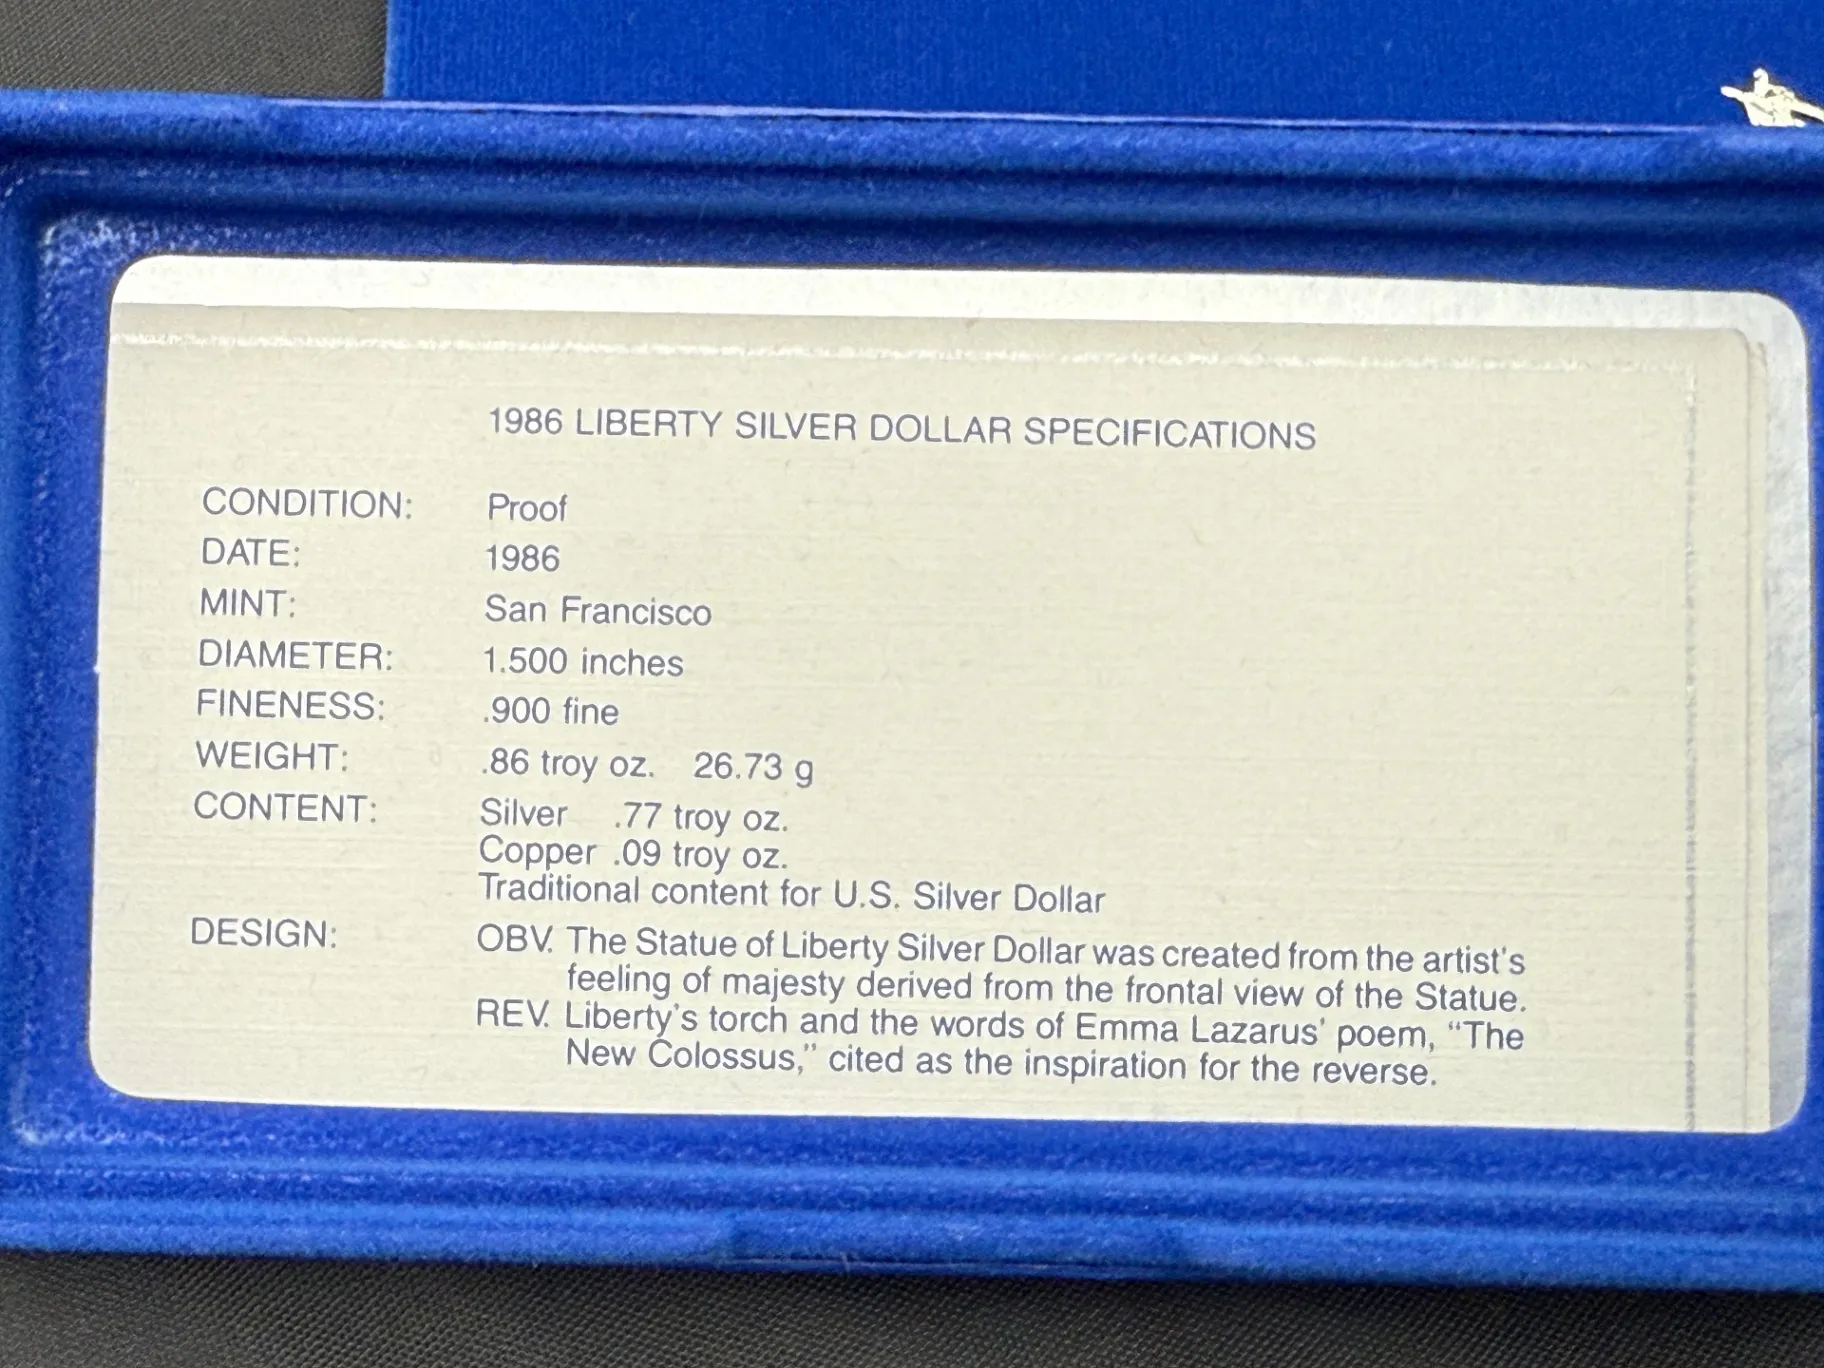 1986 LIBERTY SILVER DOLLAR SPECIFICATIONS
CONDITION: Proof
DATE: 1986
MINT: San Francisco
DIAMETER: 1.500 inches
FINENESS: .900 fine
WEIGHT: .86 troy oz. 26.73 g
CONTENT: Silver .77 troy oz.
Copper .09 troy oz.
Traditional content for U.S. Silver Dollar
DESIGN: OBV. The Statue of Liberty Silver Dollar was created from the artist's
feeling of majesty derived from the frontal view of the Statue.
REV. Liberty's torch and the words of Emma Lazarus' poem, "The
New Colossus," cited as the inspiration for the reverse.